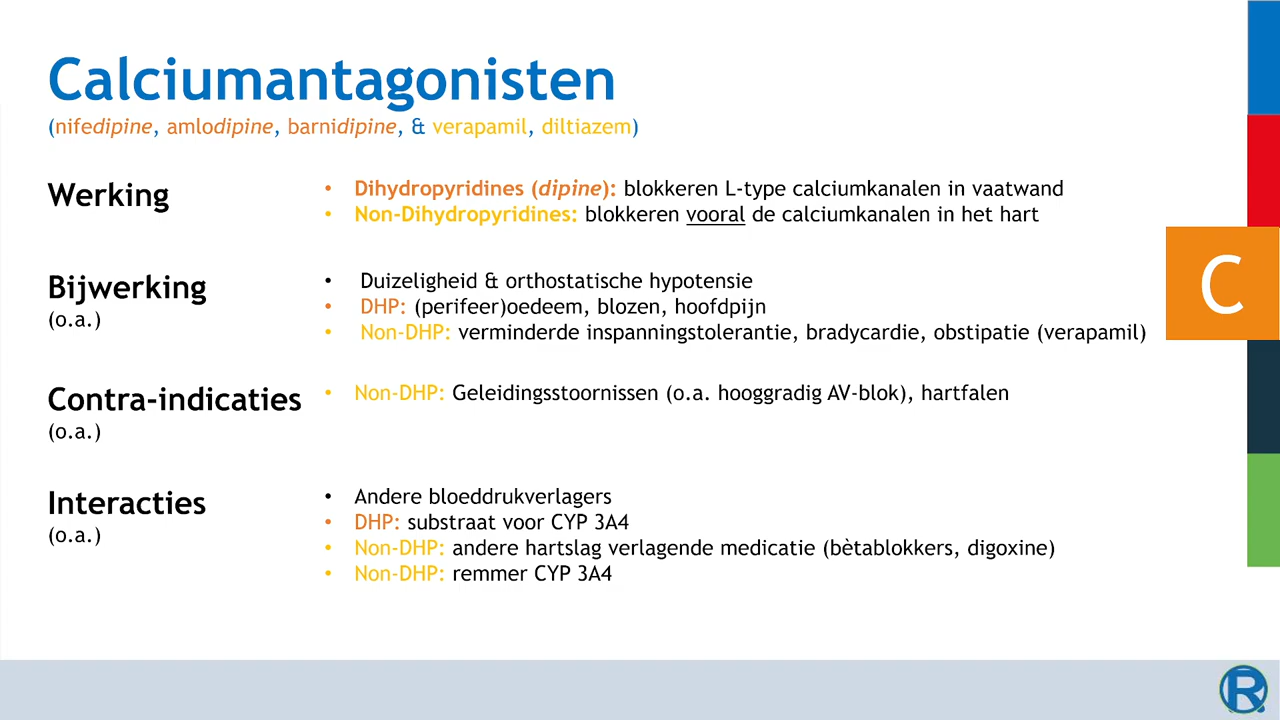 Calciumantagonisten
(nifedipine, amlodipine, barnidipine, & verapamil, diltiazem)
Werking
• Dihydropyridines (dipine): blokkeren L-type calciumkanalen in vaatwand
• Non-Dihydropyridines: blokkeren vooral de calciumkanalen in het hart
Bijwerking
(o.a.)
• Duizeligheid & orthostatische hypotensie
• DHP: (perifeer)oedeem, blozen, hoofdpijn
• Non-DHP: verminderde inspanningstolerantie, bradycardie, obstipatie (verapamil)
Contra-indicaties
(o.a.)
• Non-DHP: Geleidingsstoornissen (o.a. hooggradig AV-blok), hartfalen
Interacties
(o.a.)
• Andere bloeddrukverlagers
• DHP: substraat voor CYP 3A4
• Non-DHP: andere hartslag verlagende medicatie (bètablokkers, digoxine)
• Non-DHP: remmer CYP 3A4
C
R